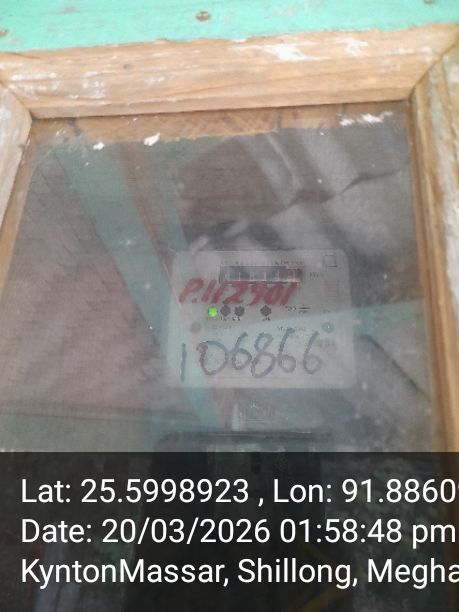 P.112901
106866
Lat: 25.5998923 , Lon: 91.8860
Date: 20/03/2026 01:58:48 pm
KyntonMassar, Shillong, Megha